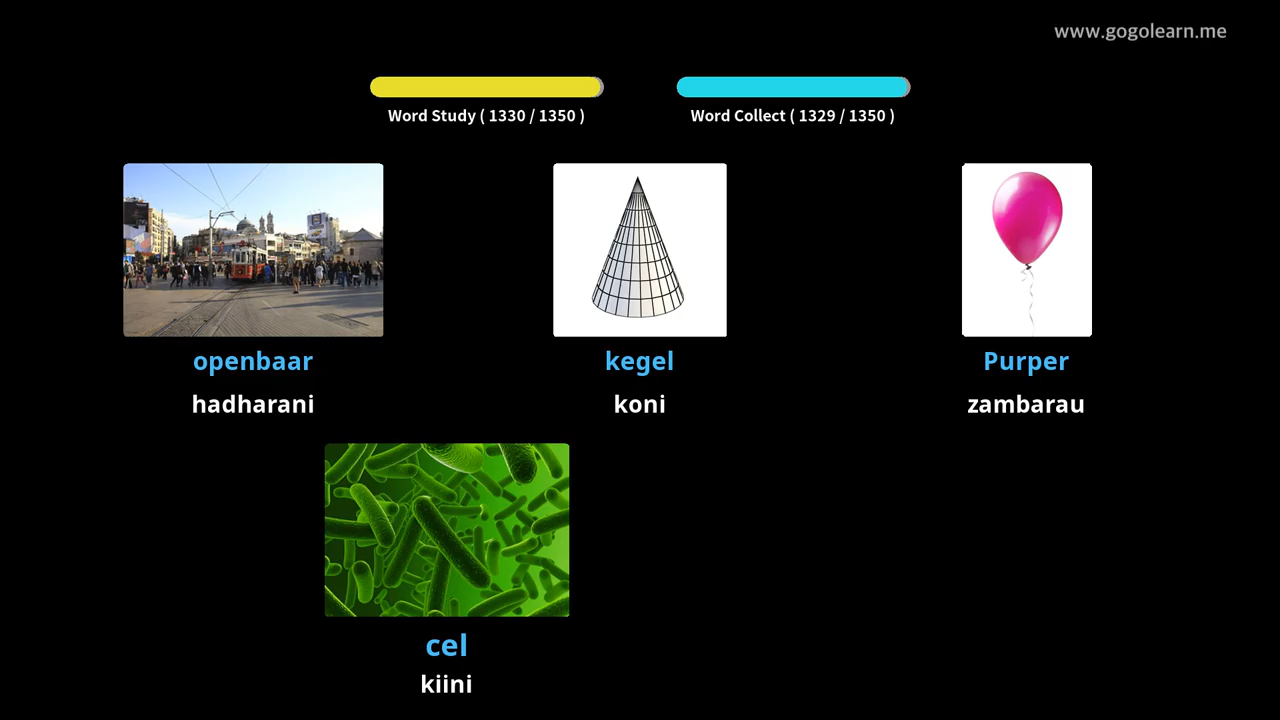 www.gogolearn.me
Word Study ( 1330 / 1350 )
Word Collect ( 1329 / 1350 )
openbaar
hadharani
kegel
koni
Purper
zambarau
cel
kiini